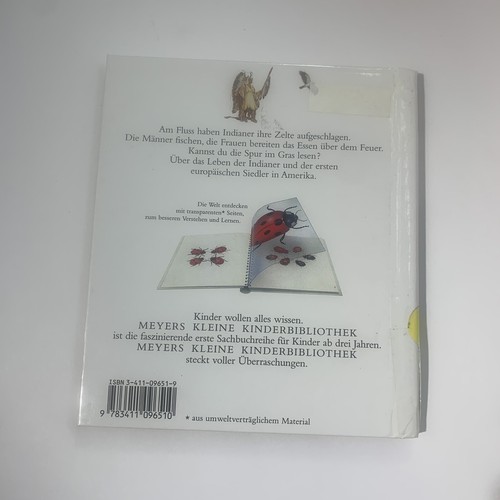 Am Fluss haben Indianer ihre Zelte aufgeschlagen.
Die Männer fischen, die Frauen bereiten das Essen über dem Feuer.
Kannst du die Spur im Gras lesen?
Über das Leben der Indianer und der ersten
europäischen Siedler in Amerika.
Die Welt entdecken
mit transparenten* Seiten,
zum besseren Verstehen und Lernen.
Kinder wollen alles wissen.
MEYERS KLEINE KINDERBIBLIOTHEK
ist die faszinierende erste Sachbuchreihe für Kinder ab drei Jahren.
MEYERS KLEINE KINDERBIBLIOTHEK
steckt voller Überraschungen.
ISBN 3-411-09651-9
9 783411 096510
* aus umweltverträglichem Material